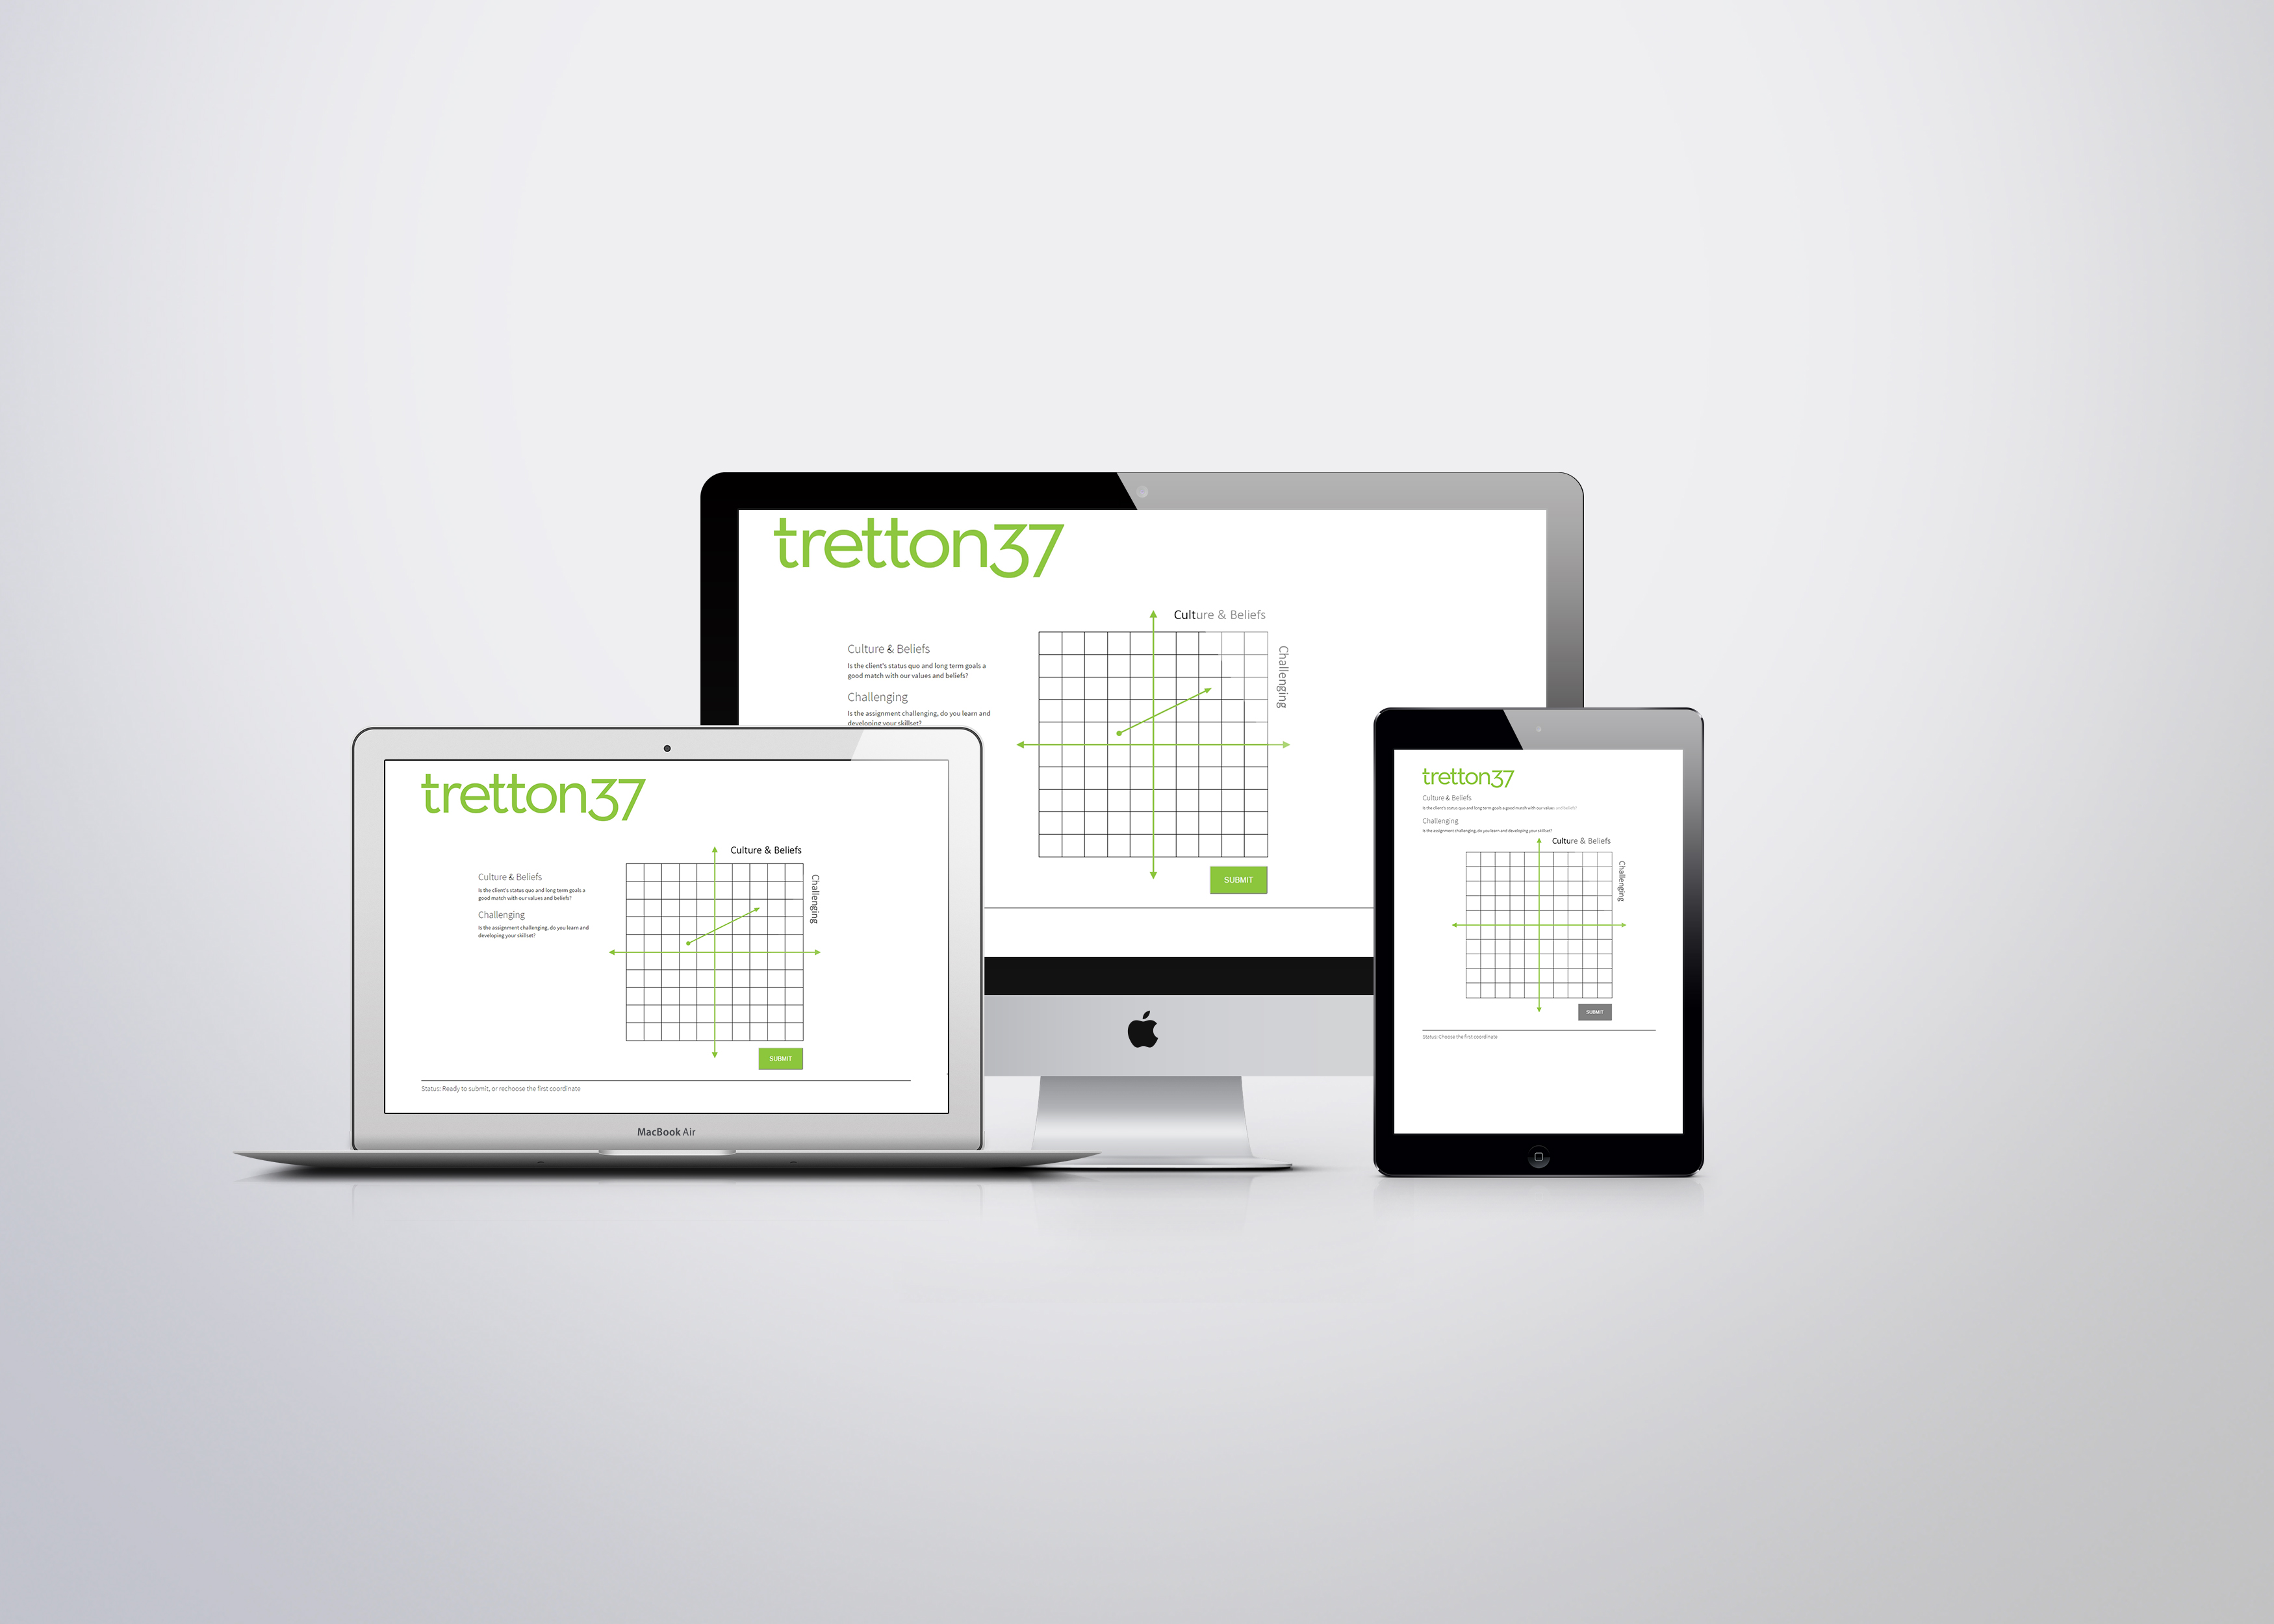 tretton37
Culture & Beliefs
Culture & Beliefs
Is the client's status quo and long term goals a
good match with our values and beliefs?
Challenging
Is the assignment challenging, do you learn and
developing your skillset?
Challenging
SUBMIT
tretton37
Culture & Beliefs
Culture & Beliefs
Is the client's status quo and long term goals a
good match with our values and beliefs?
Challenging
Is the assignment challenging, do you learn and
developing your skillset?
Challenging
SUBMIT
Status: Ready to submit, or rechoose the first coordinate
MacBook Air
tretton37
Culture & Beliefs
Is the client's status quo and long term goals a good match with our values and beliefs?
Challenging
Is the assignment challenging, do you learn and developing your skillset?
Culture & Beliefs
Challenging
SUBMIT
Status: Choose the first coordinate